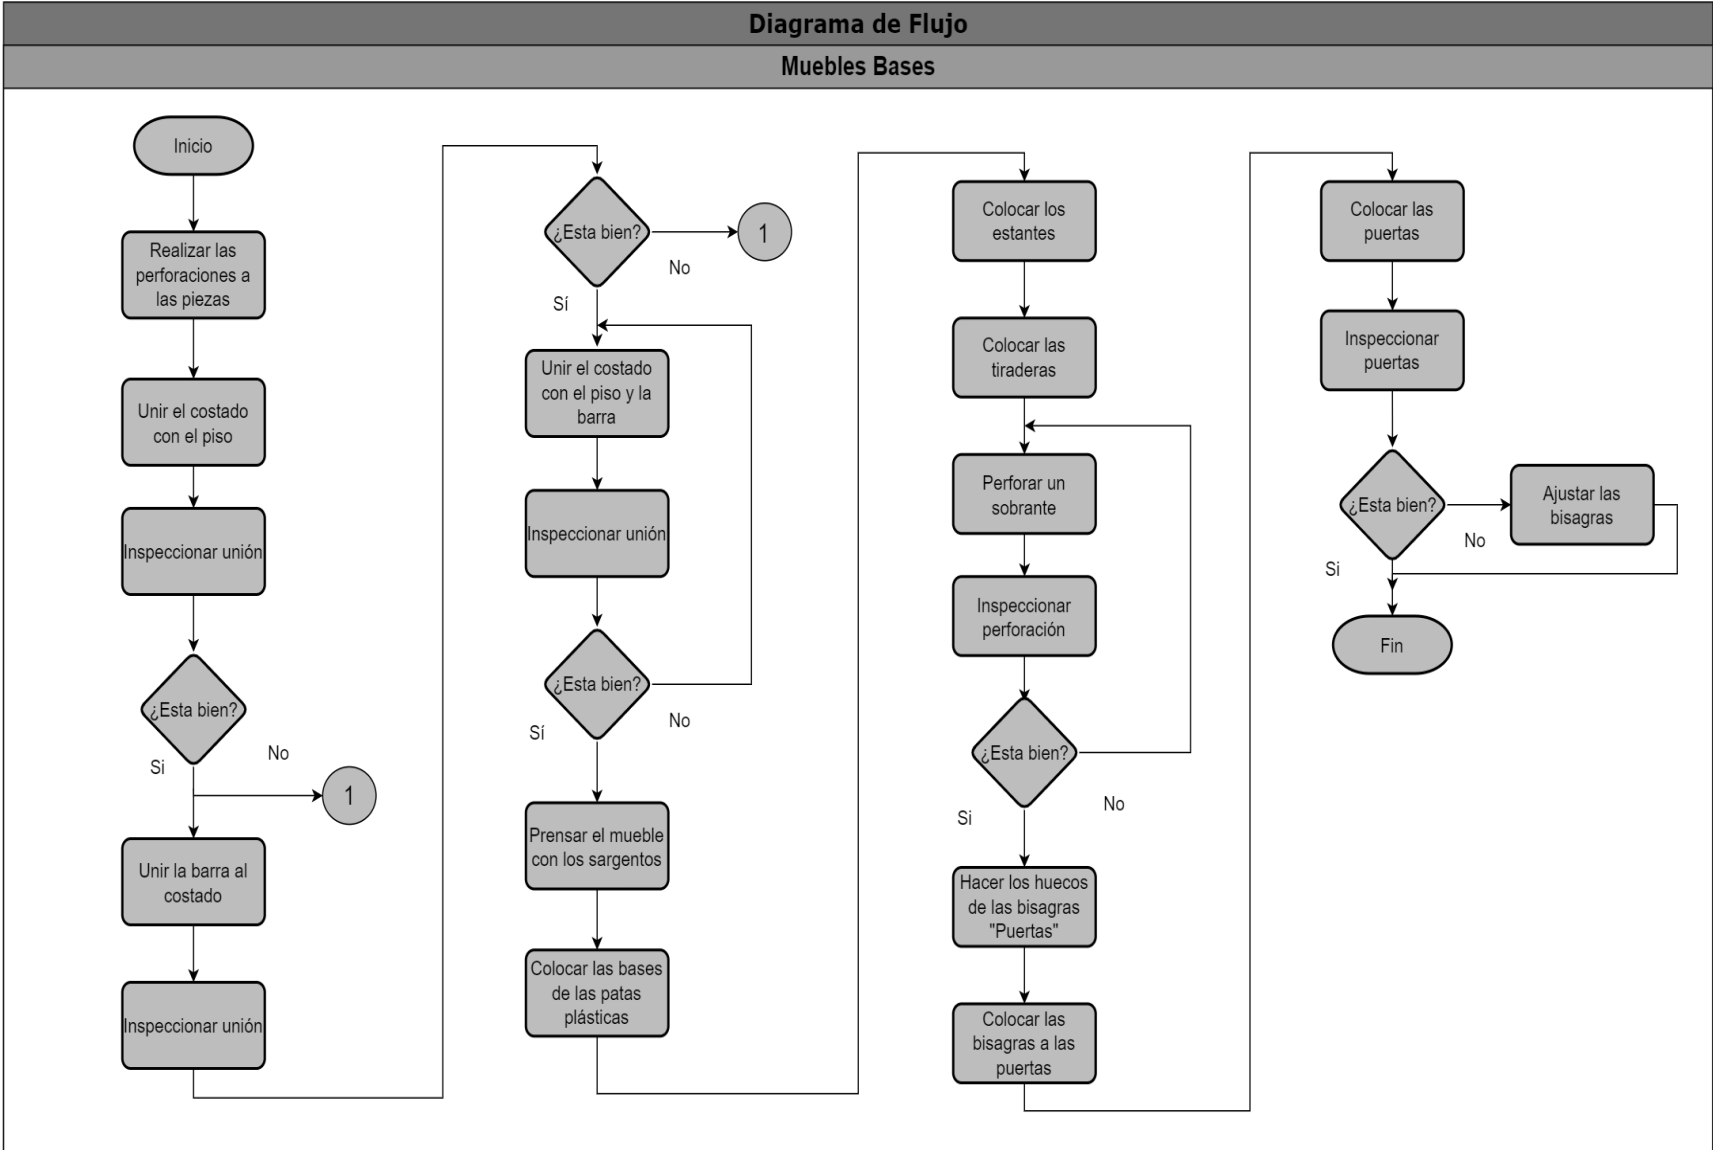 Diagrama de Flujo
Muebles Bases
Inicio
Realizar las
perforaciones a
las piezas
Unir el costado
con el piso
Inspeccionar unión
¿Esta bien?
No
Si
1
Unir la barra al
costado
Inspeccionar unión
¿Esta bien?
1
No
Sí
Unir el costado
con el piso y la
barra
Inspeccionar unión
¿Esta bien?
No
Sí
Prensar el mueble
con los sargentos
Colocar las bases
de las patas
plásticas
Colocar los
estantes
Colocar las
tiraderas
Perforar un
sobrante
Inspeccionar
perforación
¿Esta bien?
No
Si
Hacer los huecos
de las bisagras
"Puertas"
Colocar las
bisagras a las
puertas
Colocar las
puertas
Inspeccionar
puertas
¿Esta bien?
No
Ajustar las
bisagras
Si
Fin